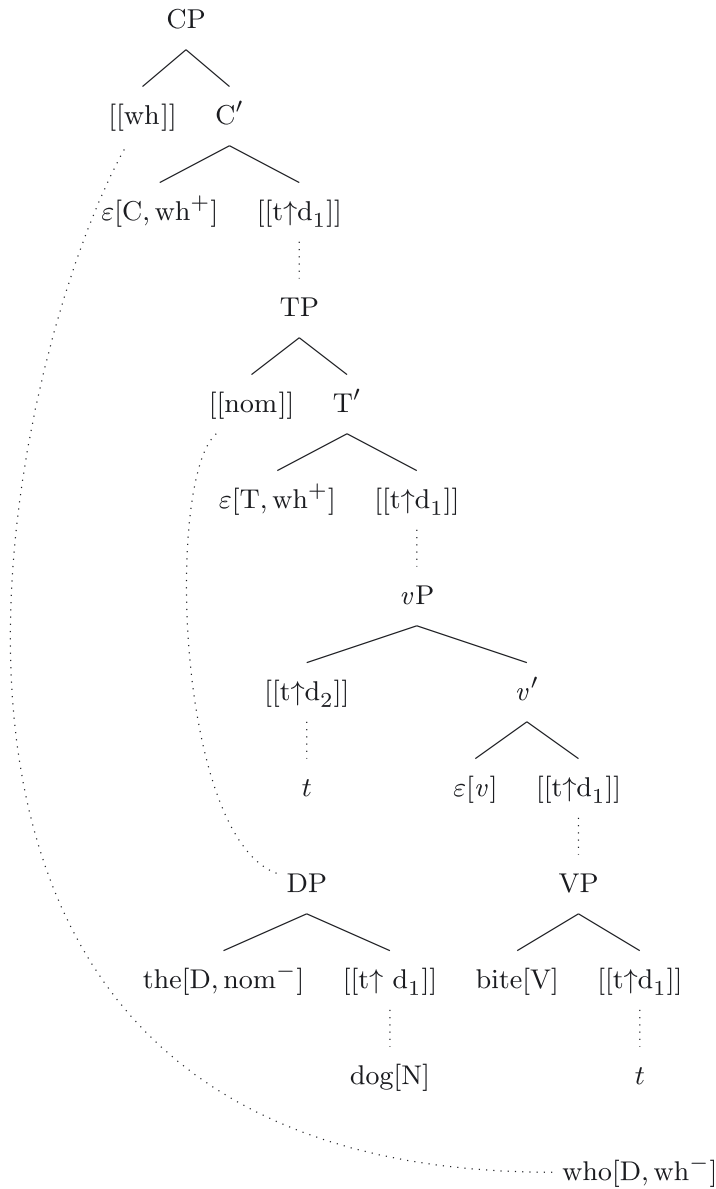 CP
[[wh]] C′
ε[C, wh⁺] [[t↑d₁]]
TP
[[nom]] T′
ε[T, wh⁺] [[t↑d₁]]
vP
[[t↑d₂]] v′
t ε[v] [[t↑d₁]]
DP VP
the[D, nom⁻] [[t↑ d₁]] bite[V] [[t↑d₁]]
dog[N] t
who[D, wh⁻]